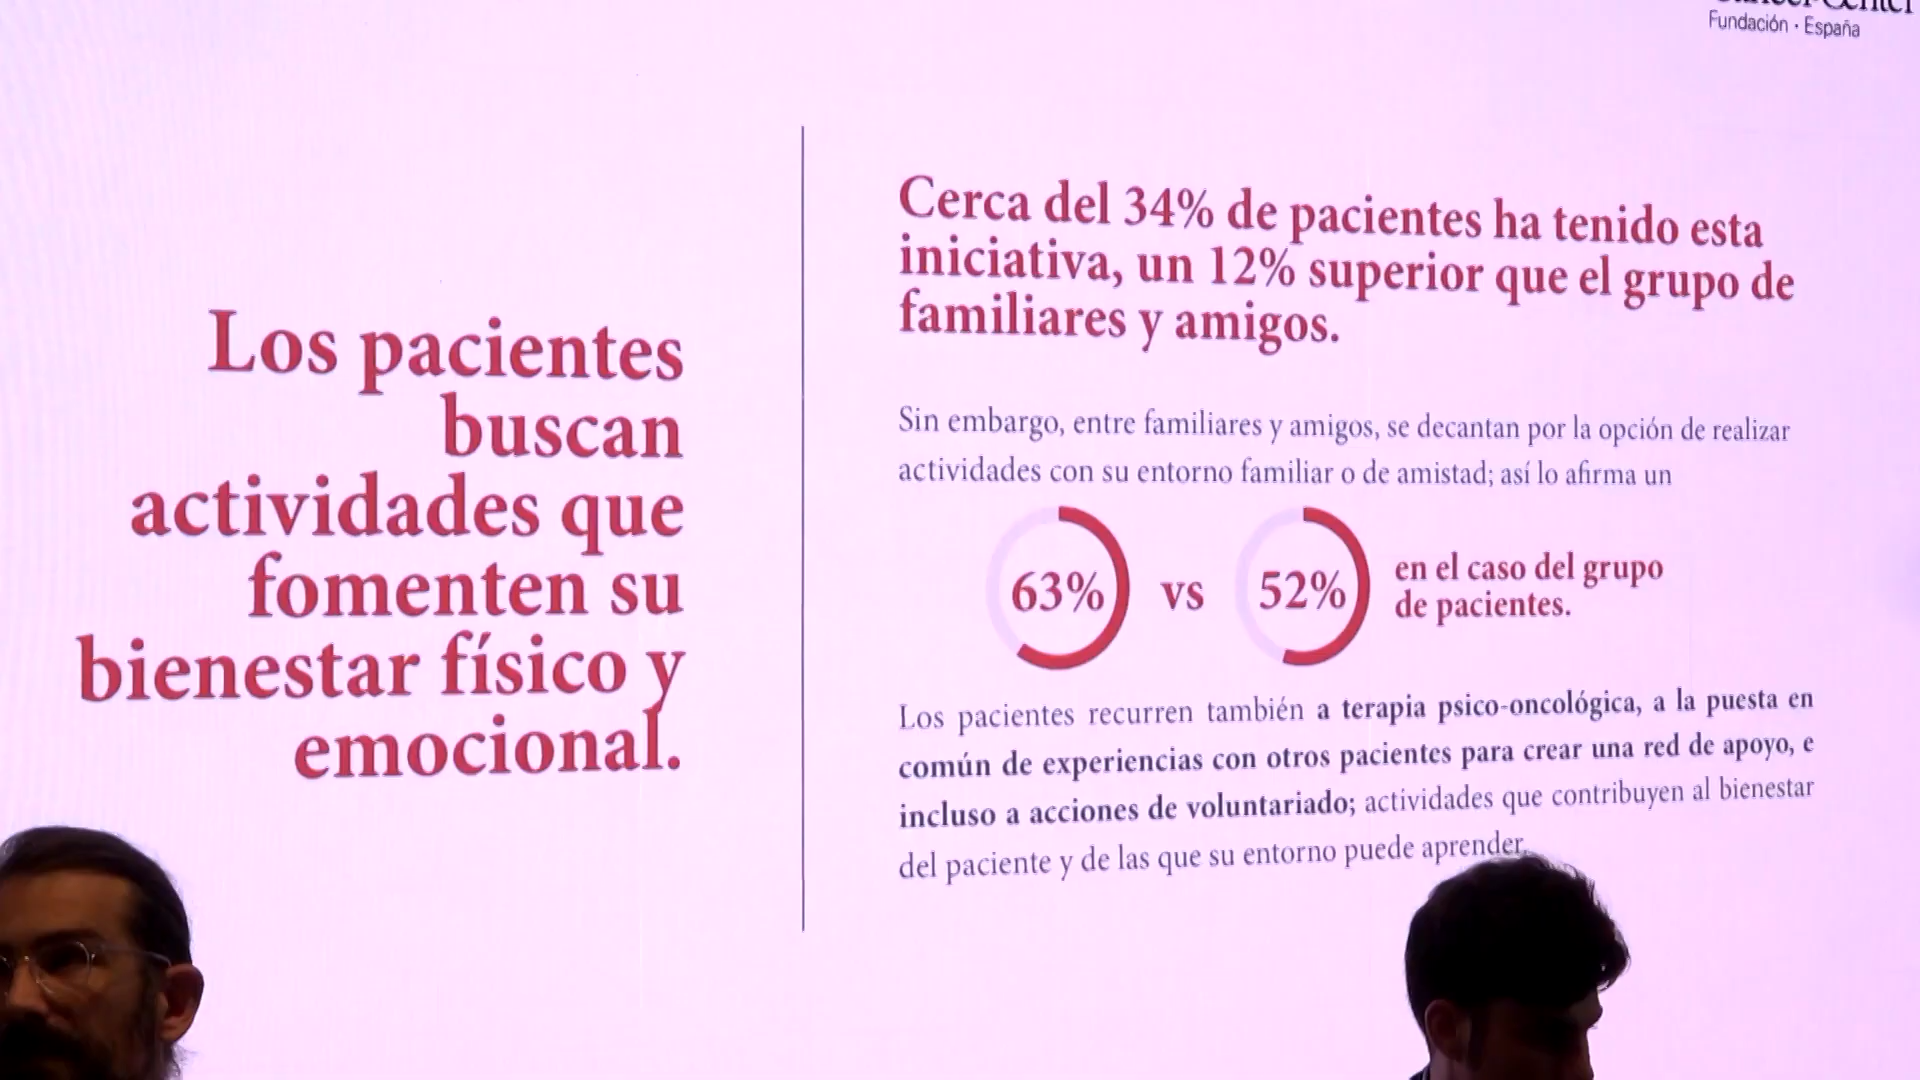 Fundación · España
Los pacientes
buscan
actividades que
fomenten su
bienestar físico y
emocional.
Cerca del 34% de pacientes ha tenido esta
iniciativa, un 12% superior que el grupo de
familiares y amigos.
Sin embargo, entre familiares y amigos, se decantan por la opción de realizar
actividades con su entorno familiar o de amistad; así lo afirma un
63% vs 52% en el caso del grupo
de pacientes.
Los pacientes recurren también a terapia psico-oncológica, a la puesta en
común de experiencias con otros pacientes para crear una red de apoyo, e
incluso a acciones de voluntariado; actividades que contribuyen al bienestar
del paciente y de las que su entorno puede aprender.